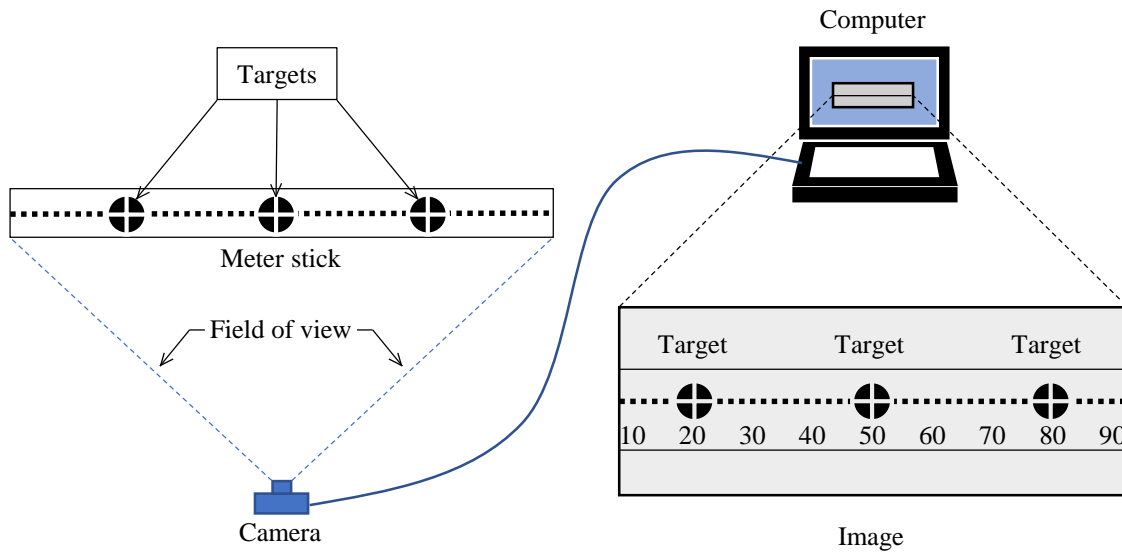 Computer
Targets
Meter stick
Field of view
Camera
Target Target Target
10 20 30 40 50 60 70 80 90
Image